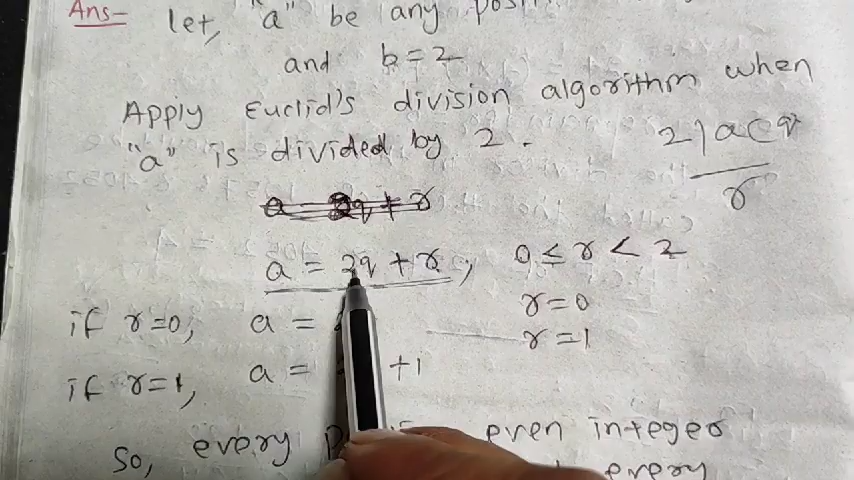 Ans- let, "a" be any
and b=2
Apply Euclid's division algorithm when
"a" is divided by 2.
2)a(q
r
a = 2q + r ; 0 ≤ r < 2
if r=0, a = r=0
r=1
if r=1, a = +1
So, every even integer
every